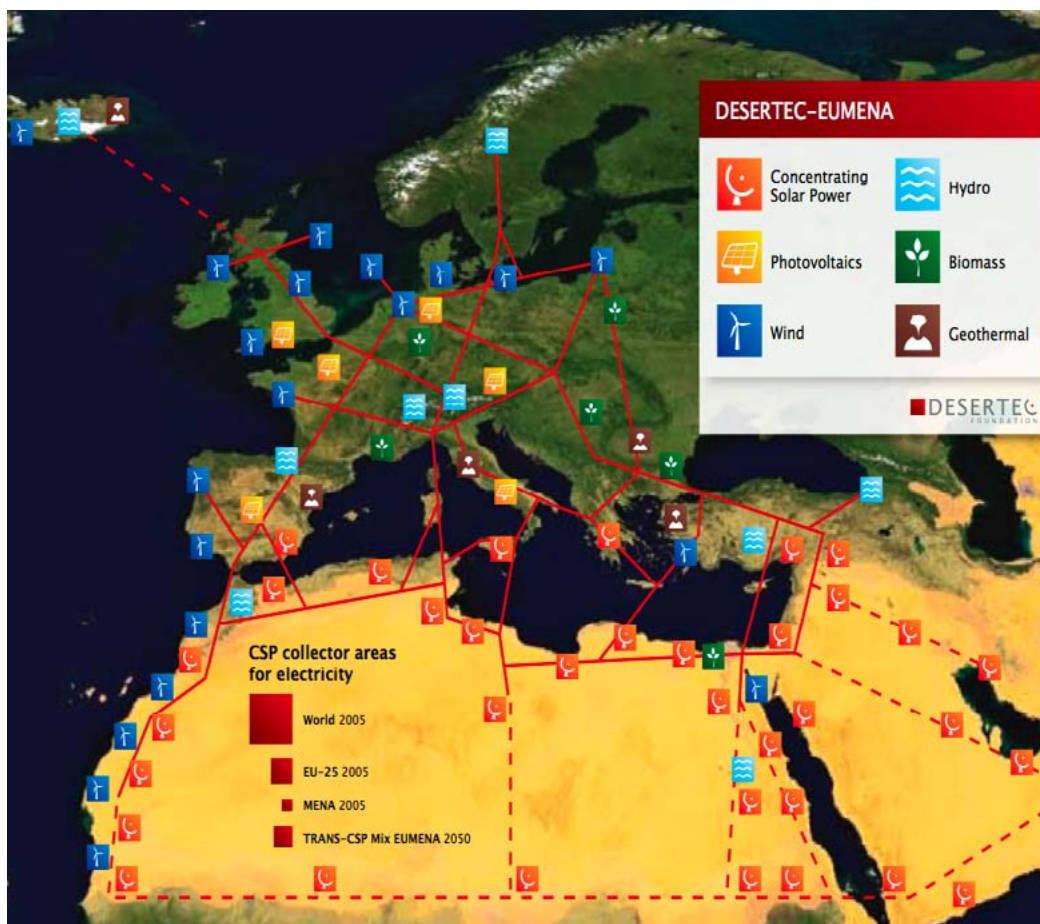 DESERTEC-EUMENA
Concentrating
Solar Power
Hydro
Photovoltaics
Biomass
Wind
Geothermal
DESERTEC
FOUNDATION
CSP collector areas
for electricity
World 2005
EU-25 2005
MENA 2005
TRANS-CSP Mix EUMENA 2050